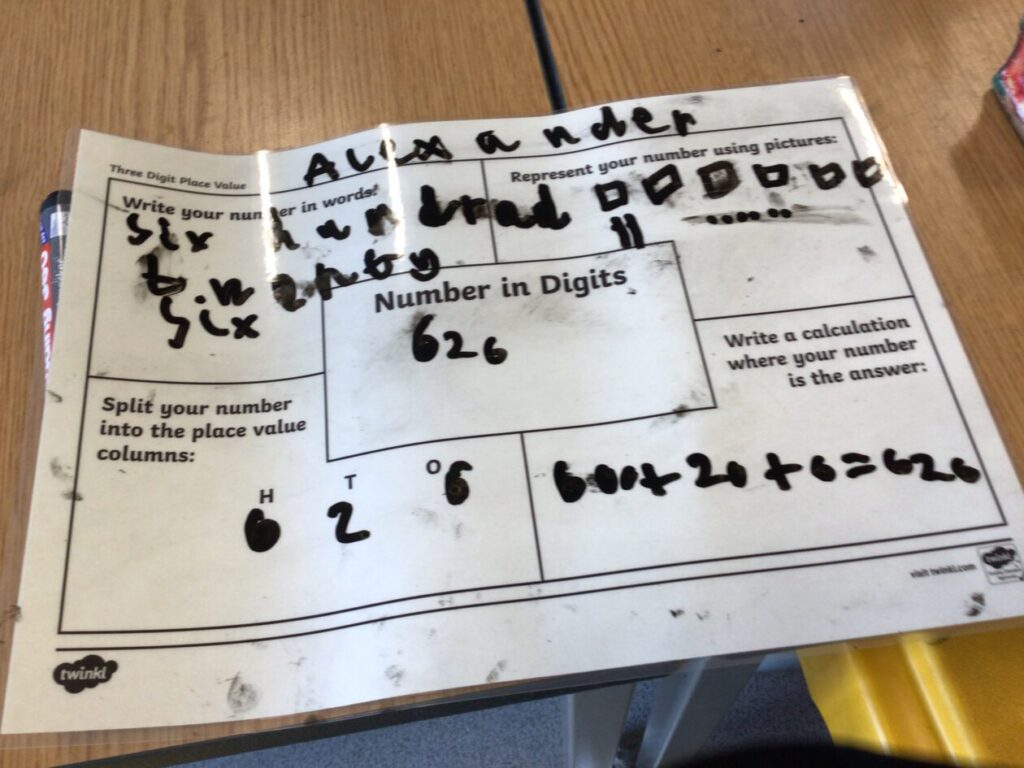 Alexander
Three Digit Place Value
Write your number in words:
six handrad
twenty
six
Represent your number using pictures:
Number in Digits
626
Split your number
into the place value
columns:
H T O
6 2 6
Write a calculation
where your number
is the answer:
600+20+6=626
visit twinkl.com
twinkl
twinkl